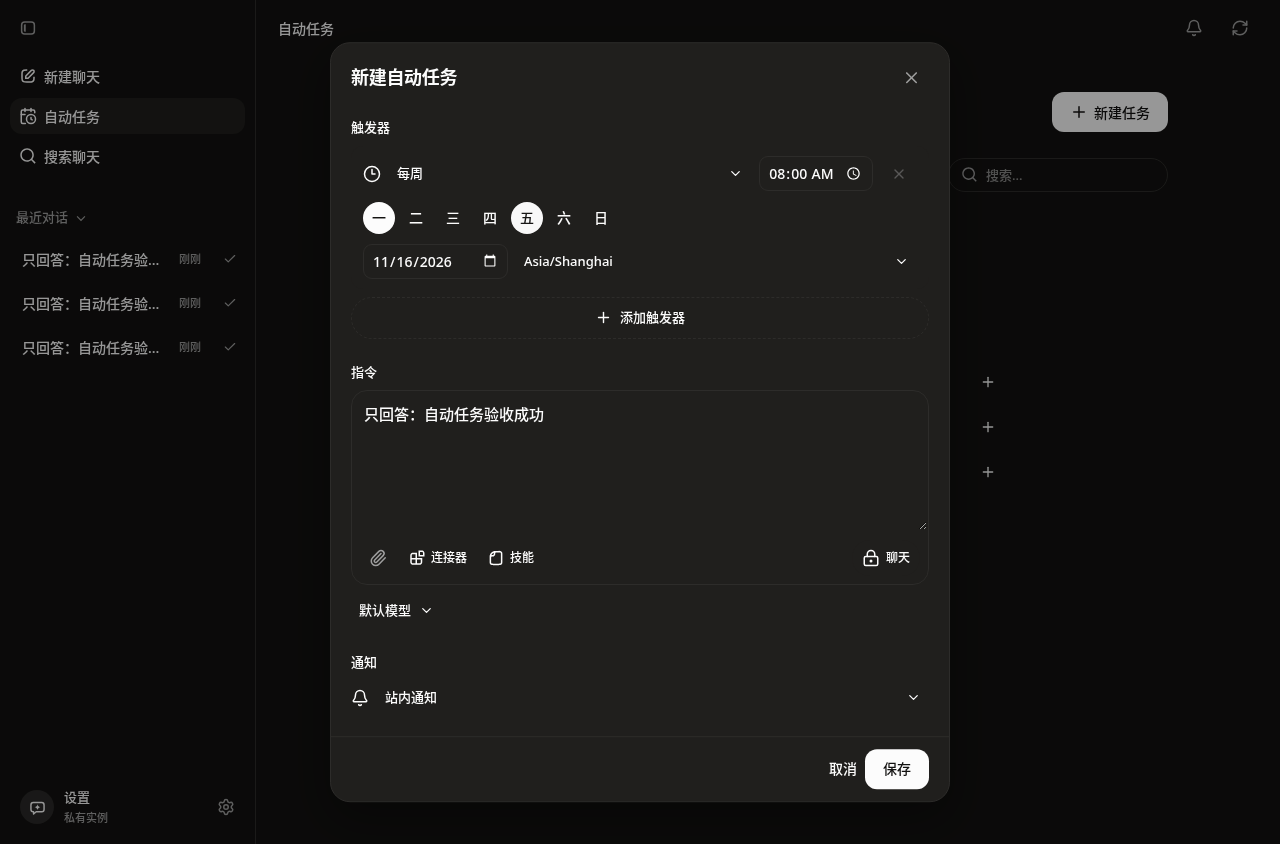 新建聊天
自动任务
搜索聊天
最近对话
只回答：自动任务验... 刚刚
只回答：自动任务验... 刚刚
只回答：自动任务验... 刚刚
设置
私有实例
自动任务
新建任务
搜索...
新建自动任务
触发器
每周 08:00 AM
一 二 三 四 五 六 日
11/16/2026 Asia/Shanghai
添加触发器
指令
只回答：自动任务验收成功
连接器 技能 聊天
默认模型
通知
站内通知
取消 保存